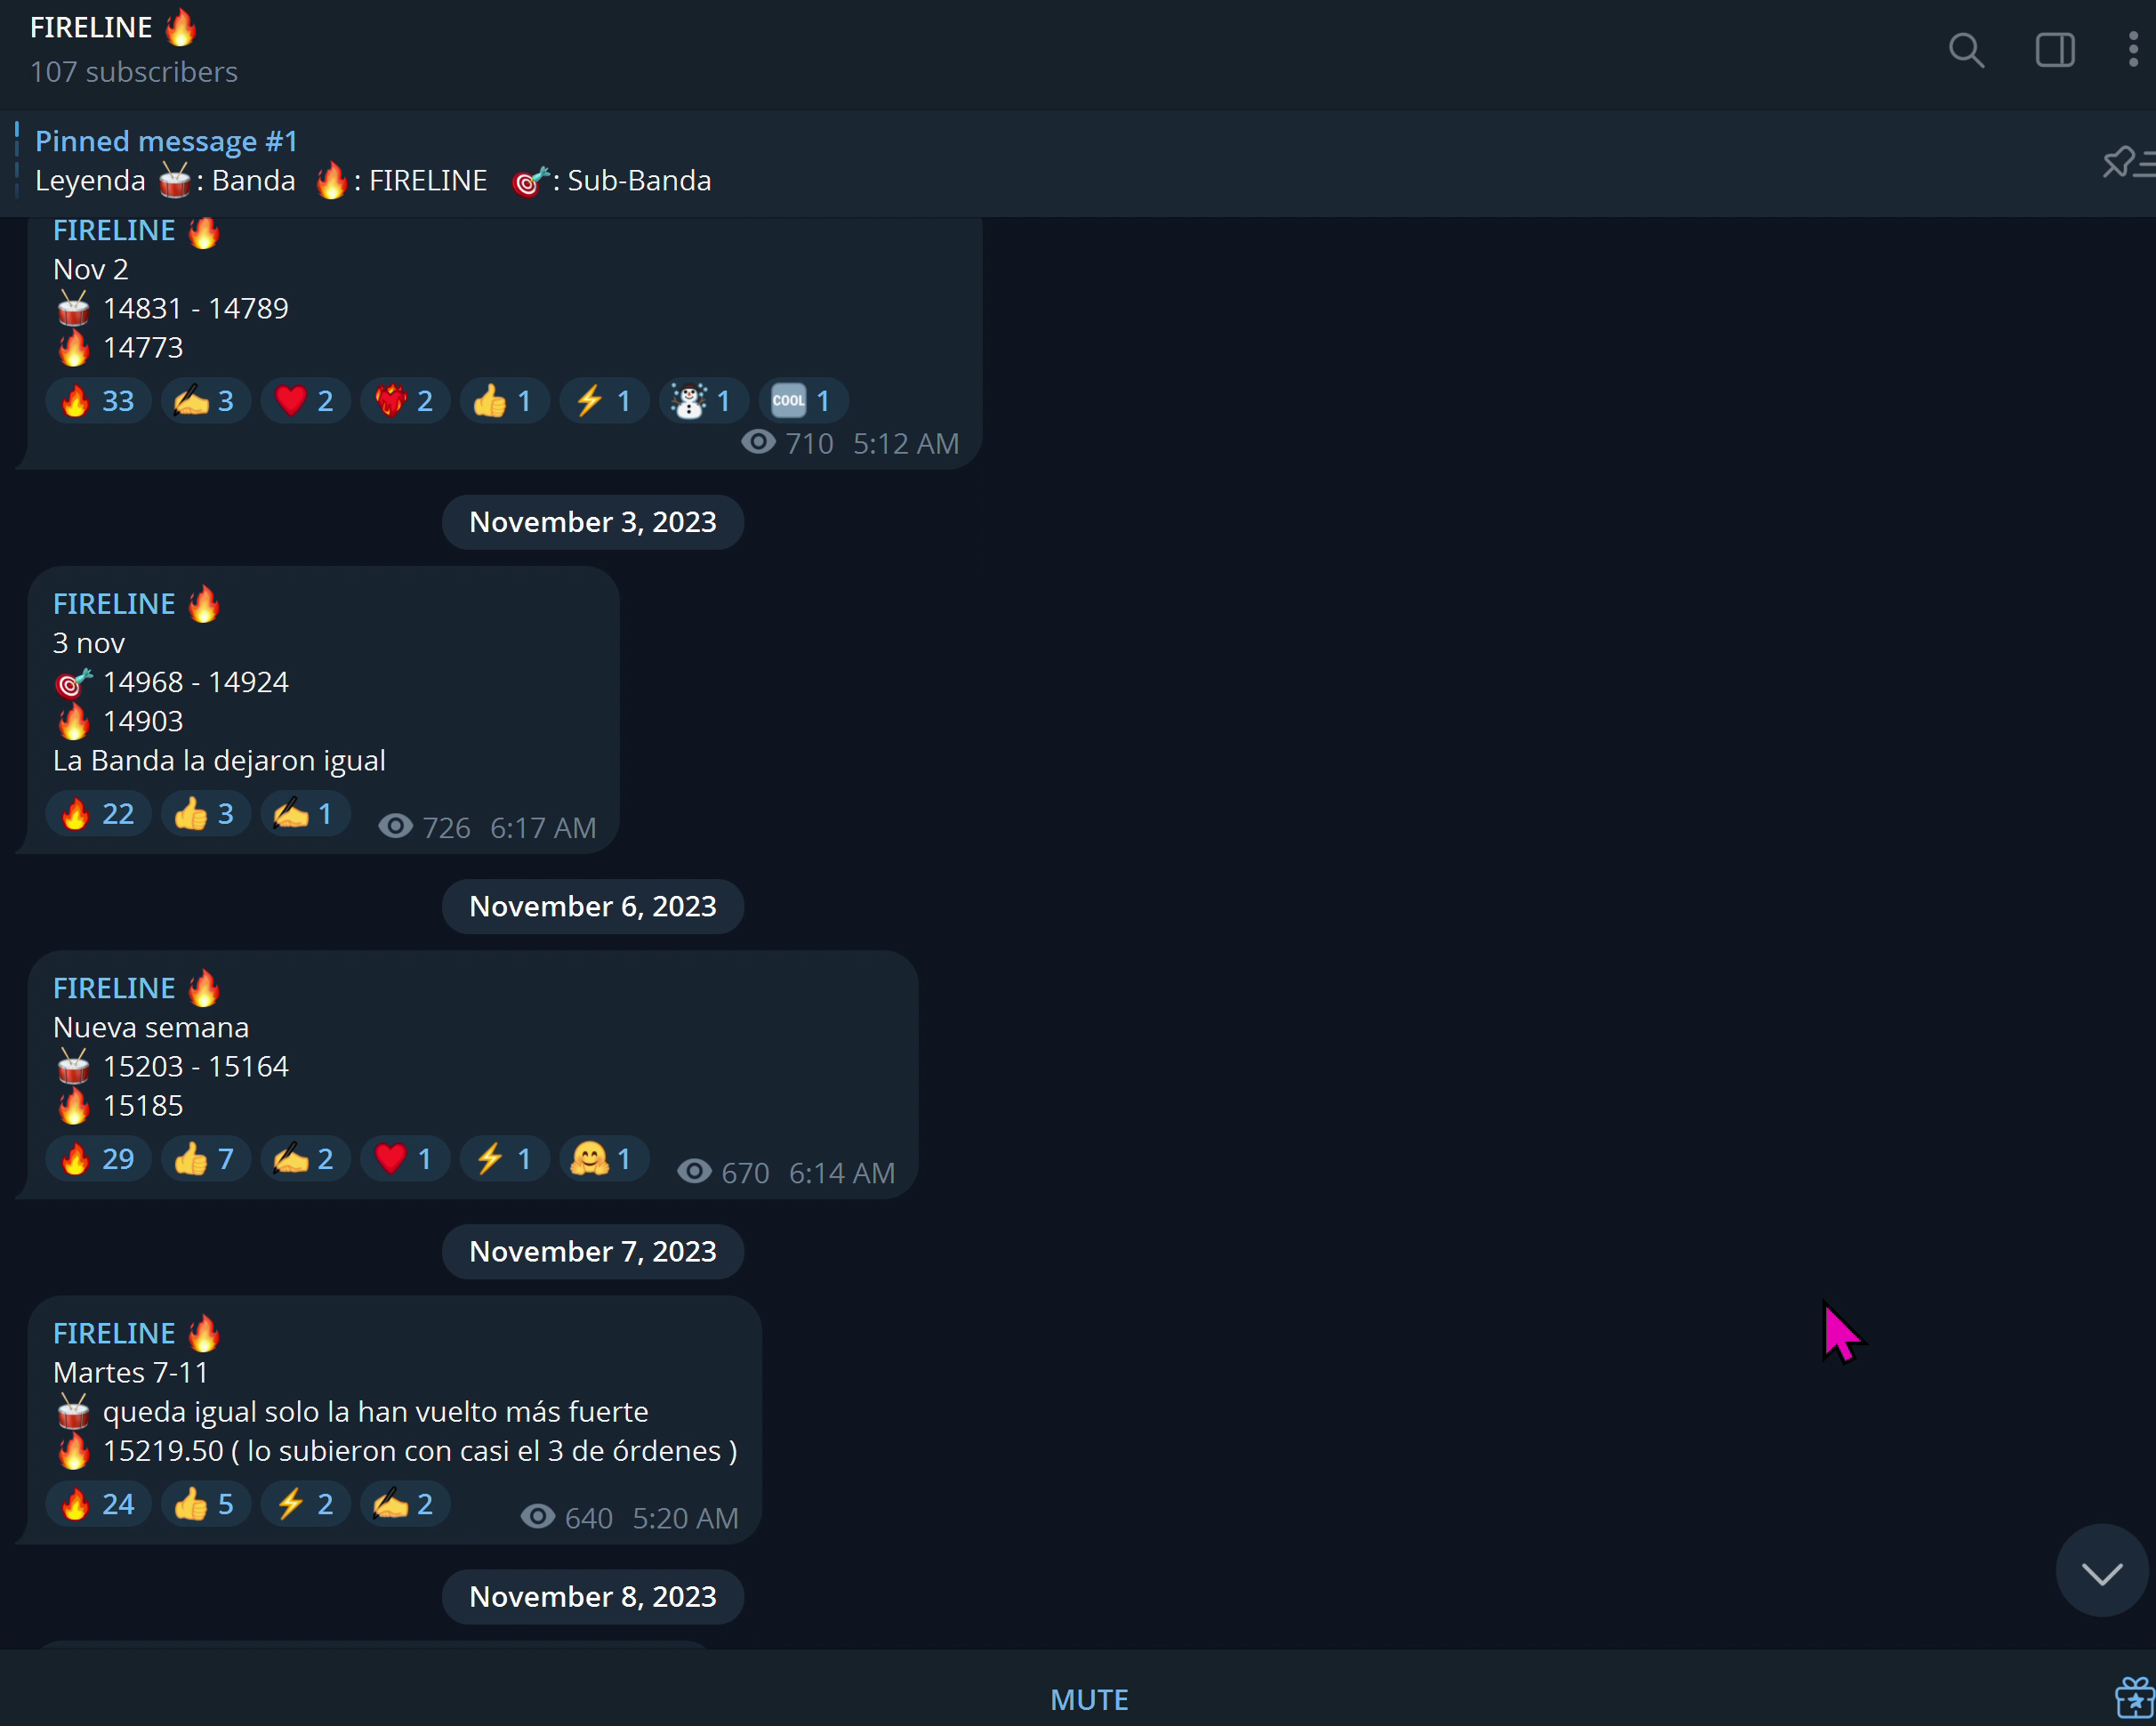 FIRELINE 🔥
107 subscribers
Pinned message #1
Leyenda 🥁: Banda 🔥: FIRELINE 🎯: Sub-Banda
FIRELINE 🔥
Nov 2
🥁 14831 - 14789
🔥 14773
🔥 33 ✍️ 3 ❤️ 2 ❤️‍🔥 2 👍 1 ⚡ 1 ☃️ 1 🆒 1
710 5:12 AM
November 3, 2023
FIRELINE 🔥
3 nov
🎯 14968 - 14924
🔥 14903
La Banda la dejaron igual
🔥 22 👍 3 ✍️ 1 726 6:17 AM
November 6, 2023
FIRELINE 🔥
Nueva semana
🥁 15203 - 15164
🔥 15185
🔥 29 👍 7 ✍️ 2 ❤️ 1 ⚡ 1 🤗 1 670 6:14 AM
November 7, 2023
FIRELINE 🔥
Martes 7-11
🥁 queda igual solo la han vuelto más fuerte
🔥 15219.50 ( lo subieron con casi el 3 de órdenes )
🔥 24 👍 5 ⚡ 2 ✍️ 2 640 5:20 AM
November 8, 2023
MUTE